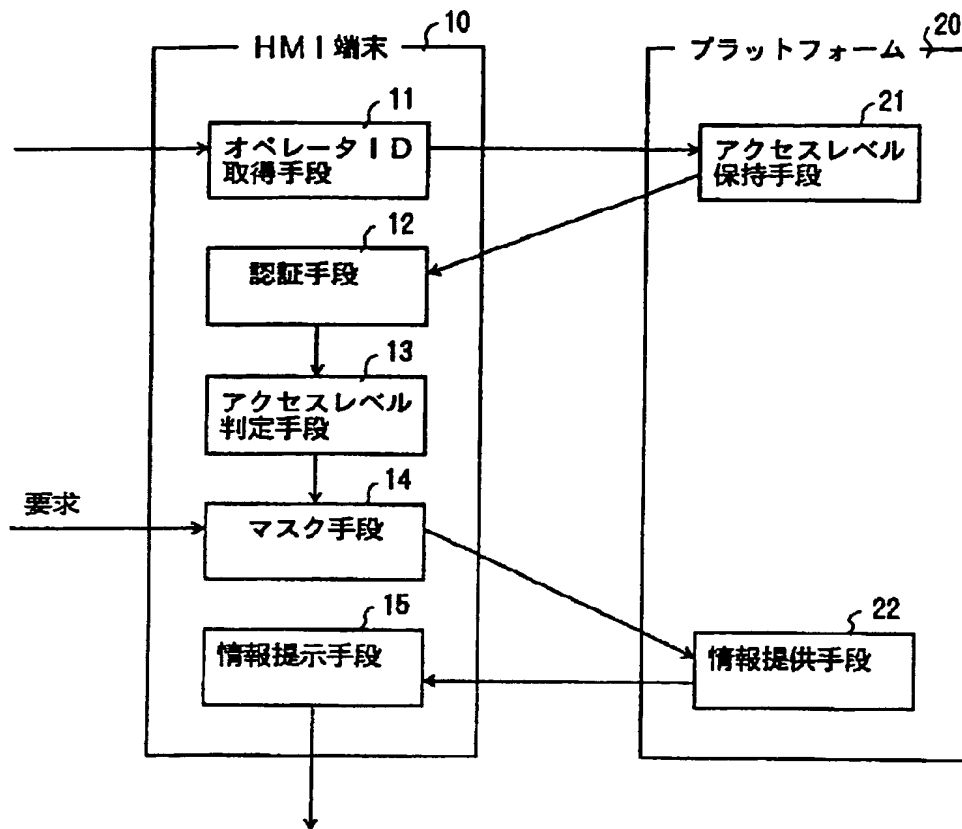 HMI端末
10
プラットフォーム
20
11
オペレータID
取得手段
21
アクセスレベル
保持手段
12
認証手段
13
アクセスレベル
判定手段
要求
14
マスク手段
15
情報提示手段
22
情報提供手段